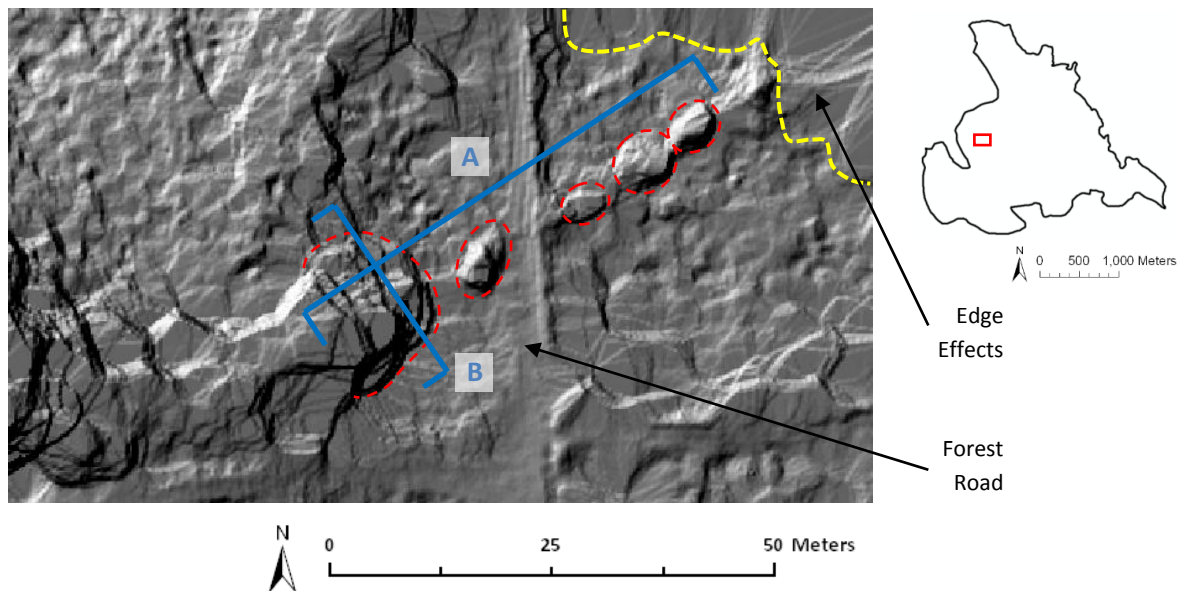 A
B
N
0 500 1,000 Meters
Edge
Effects
Forest
Road
N
0 25 50 Meters